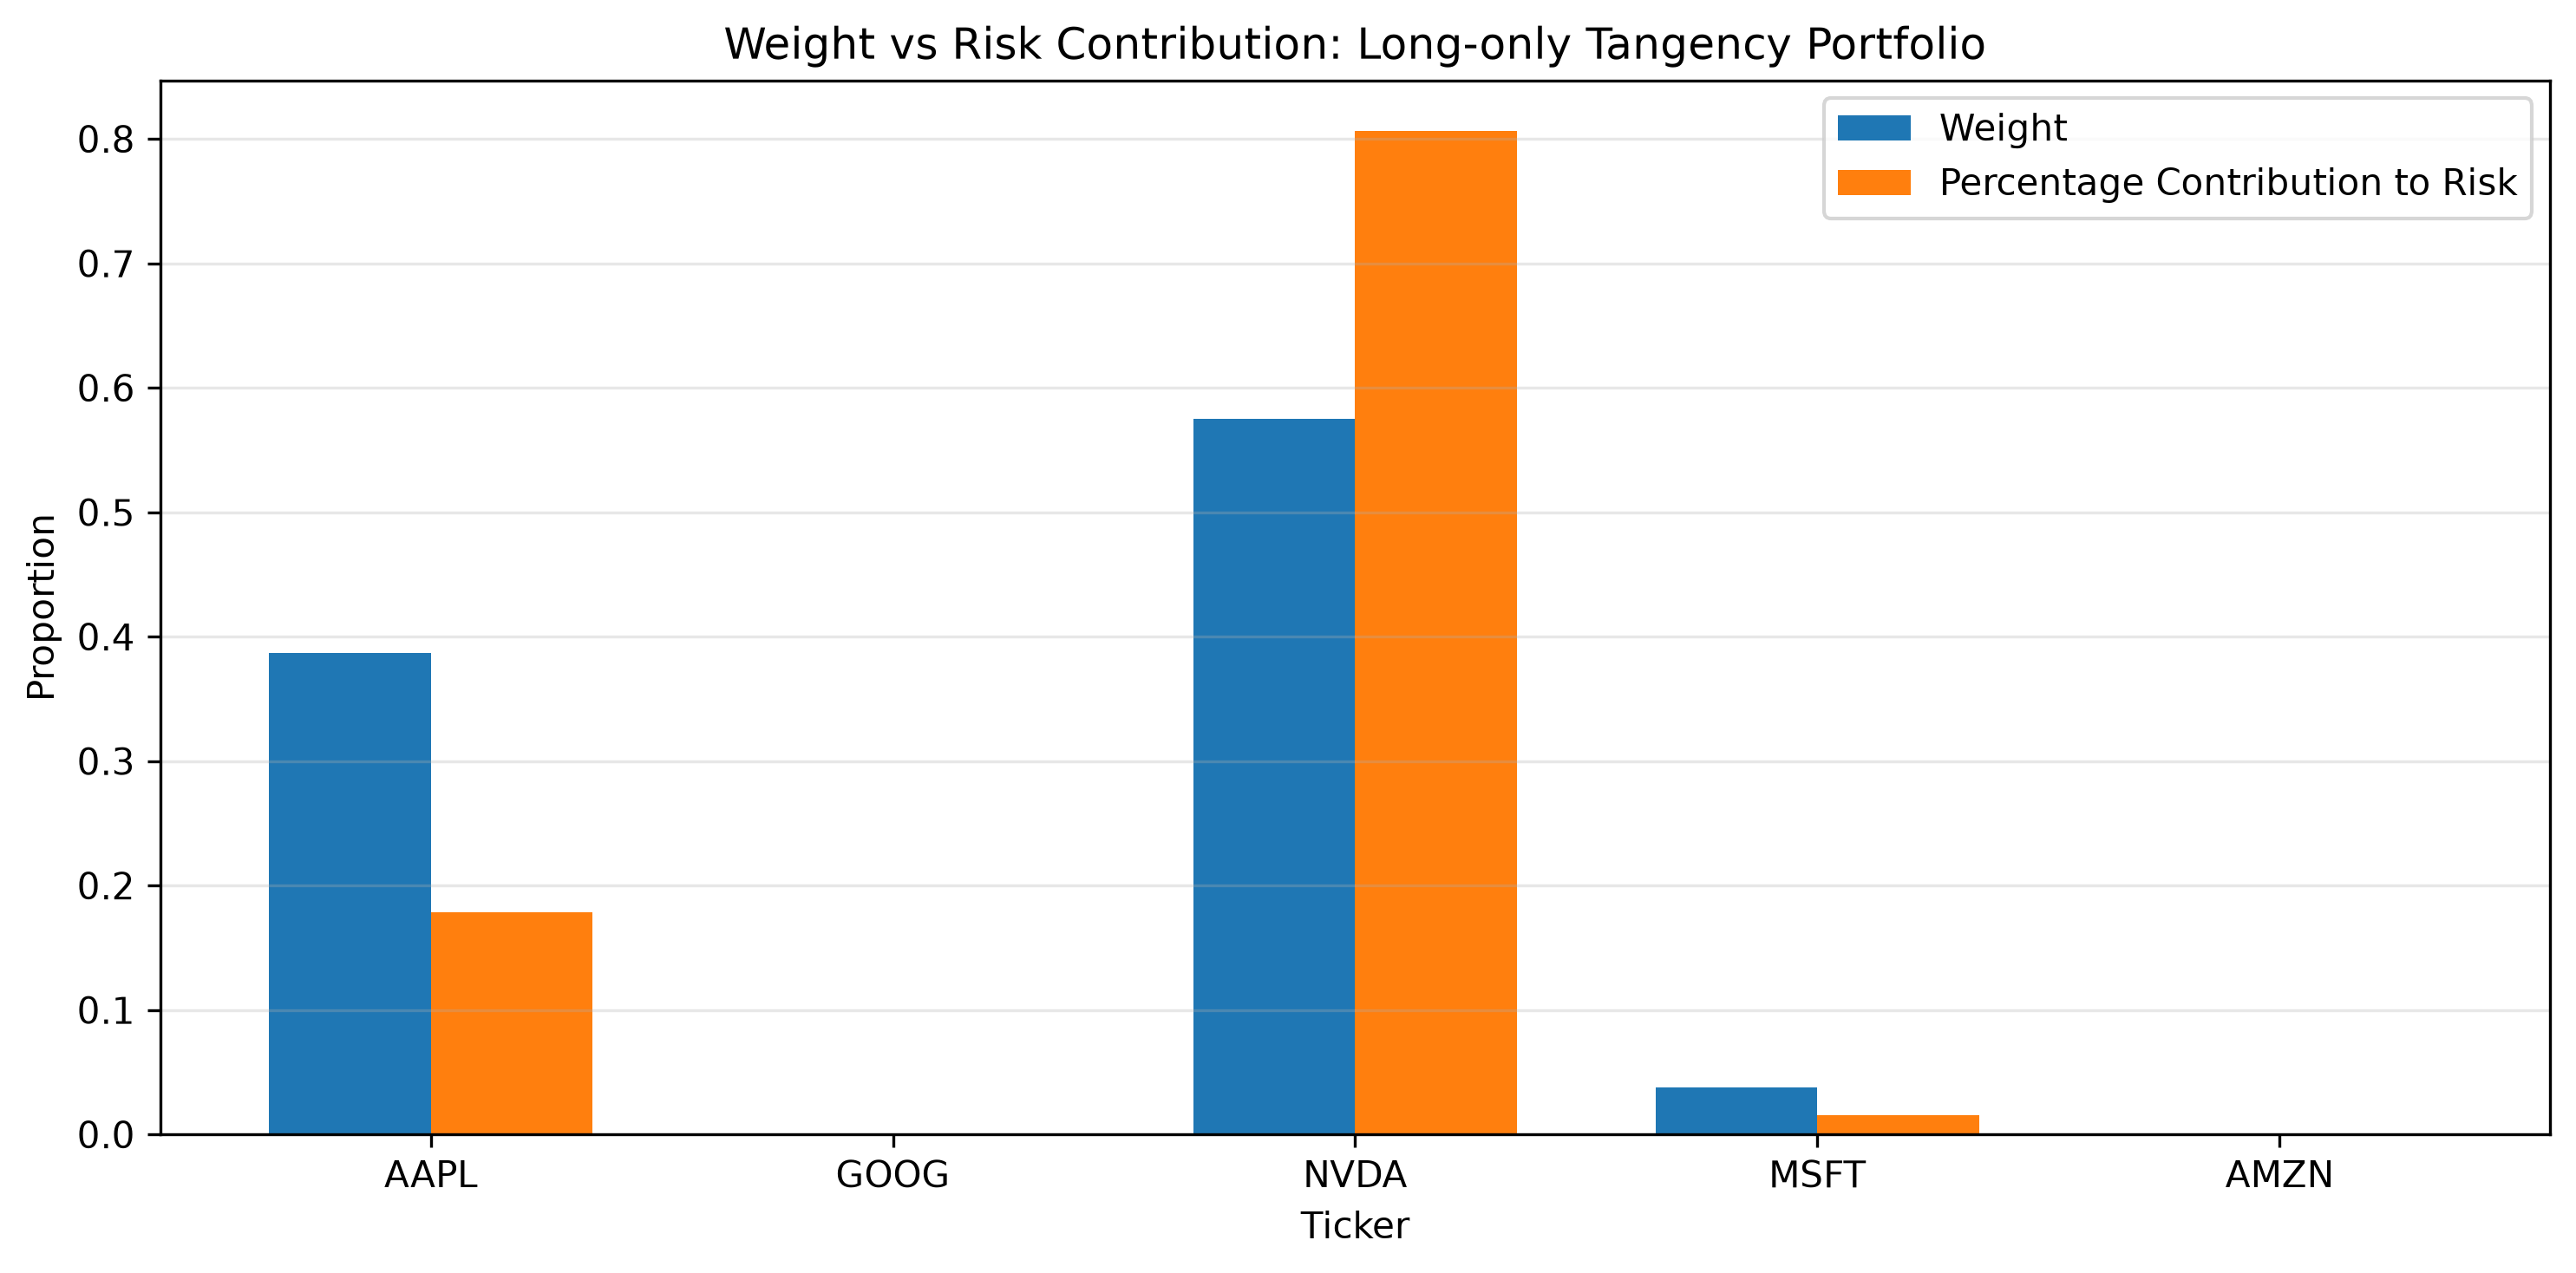 Weight vs Risk Contribution: Long-only Tangency Portfolio
Weight
Percentage Contribution to Risk
Proportion
0.8
0.7
0.6
0.5
0.4
0.3
0.2
0.1
0.0
AAPL
GOOG
NVDA
MSFT
AMZN
Ticker